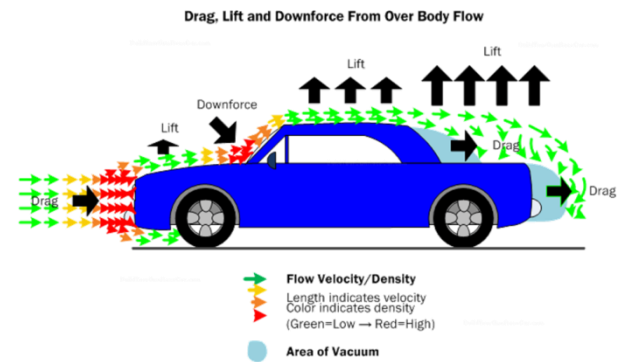 Drag, Lift and Downforce From Over Body Flow
Lift
Lift
Downforce
Lift
Drag
Drag
Drag
Flow Velocity/Density
Length indicates velocity
Color indicates density
(Green=Low → Red=High)
Area of Vacuum